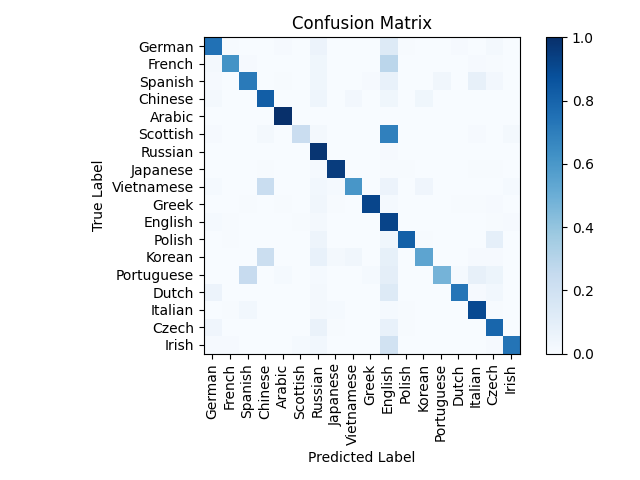 Confusion Matrix
True Label
German
French
Spanish
Chinese
Arabic
Scottish
Russian
Japanese
Vietnamese
Greek
English
Polish
Korean
Portuguese
Dutch
Italian
Czech
Irish
German
French
Spanish
Chinese
Arabic
Scottish
Russian
Japanese
Vietnamese
Greek
English
Polish
Korean
Portuguese
Dutch
Italian
Czech
Irish
Predicted Label
1.0
0.8
0.6
0.4
0.2
0.0